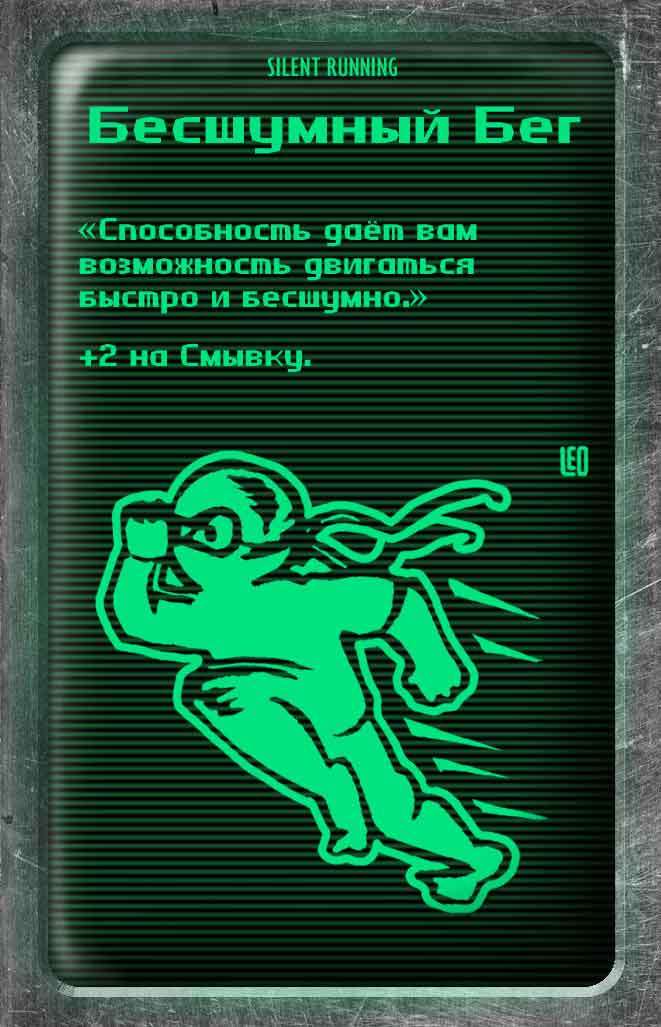 SILENT RUNNING
Бесшумный Бег
«Способность даёт вам
возможность двигаться
быстро и бесшумно.»
+2 на Смывку.
LEO